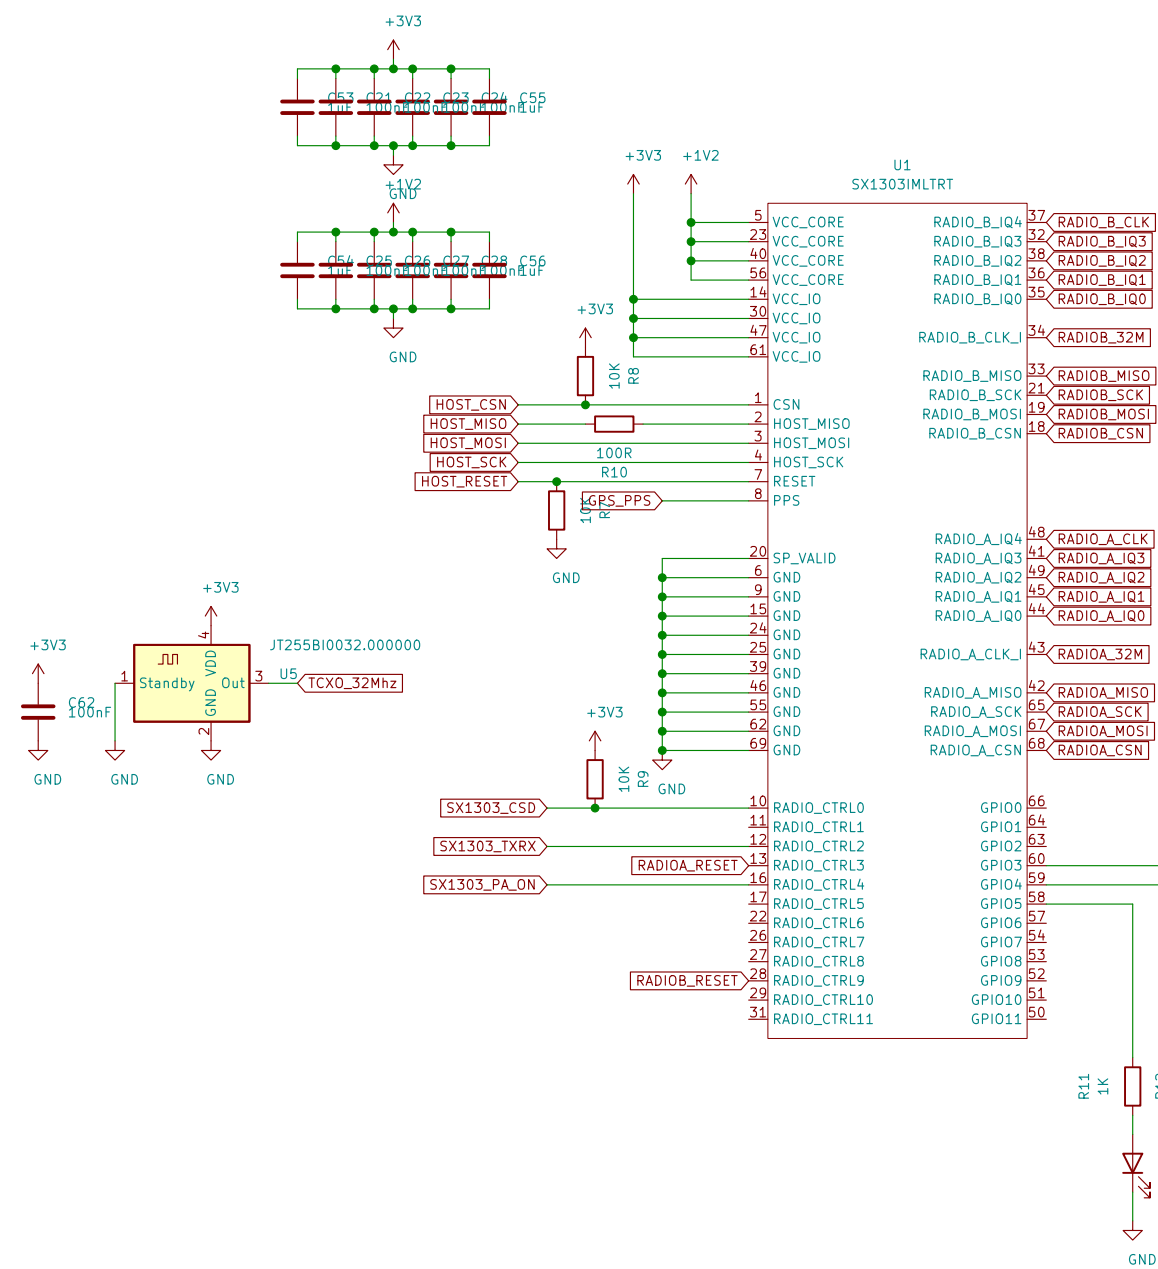 +3V3
C53
1uF
C21
100nF
C22
100nF
C23
100nF
C24
100nF
C55
1uF
GND
+1V2
C54
1uF
C25
100nF
C26
100nF
C27
100nF
C28
100nF
C56
1uF
GND
+3V3
+1V2
U1
SX1303IMLTRT
5 VCC_CORE
23 VCC_CORE
40 VCC_CORE
56 VCC_CORE
14 VCC_IO
30 VCC_IO
47 VCC_IO
61 VCC_IO
+3V3
10K
R8
HOST_CSN
1 CSN
HOST_MISO
2 HOST_MISO
HOST_MOSI
3 HOST_MOSI
100R
HOST_SCK
4 HOST_SCK
R10
HOST_RESET
7 RESET
GPS_PPS
8 PPS
10K
GND
20 SP_VALID
6 GND
9 GND
15 GND
24 GND
25 GND
39 GND
46 GND
55 GND
62 GND
69 GND
GND
+3V3
10K
R9
SX1303_CSD
10 RADIO_CTRL0
11 RADIO_CTRL1
SX1303_TXRX
12 RADIO_CTRL2
RADIOA_RESET
13 RADIO_CTRL3
SX1303_PA_ON
16 RADIO_CTRL4
17 RADIO_CTRL5
22 RADIO_CTRL6
26 RADIO_CTRL7
27 RADIO_CTRL8
RADIOB_RESET
28 RADIO_CTRL9
29 RADIO_CTRL10
31 RADIO_CTRL11
RADIO_B_IQ4 37 RADIO_B_CLK
RADIO_B_IQ3 32 RADIO_B_IQ3
RADIO_B_IQ2 38 RADIO_B_IQ2
RADIO_B_IQ1 36 RADIO_B_IQ1
RADIO_B_IQ0 35 RADIO_B_IQ0
RADIO_B_CLK_I 34 RADIOB_32M
RADIO_B_MISO 33 RADIOB_MISO
RADIO_B_SCK 21 RADIOB_SCK
RADIO_B_MOSI 19 RADIOB_MOSI
RADIO_B_CSN 18 RADIOB_CSN
RADIO_A_IQ4 48 RADIO_A_CLK
RADIO_A_IQ3 41 RADIO_A_IQ3
RADIO_A_IQ2 49 RADIO_A_IQ2
RADIO_A_IQ1 45 RADIO_A_IQ1
RADIO_A_IQ0 44 RADIO_A_IQ0
RADIO_A_CLK_I 43 RADIOA_32M
RADIO_A_MISO 42 RADIOA_MISO
RADIO_A_SCK 65 RADIOA_SCK
RADIO_A_MOSI 67 RADIOA_MOSI
RADIO_A_CSN 68 RADIOA_CSN
GPIO0 66
GPIO1 64
GPIO2 63
GPIO3 60
GPIO4 59
GPIO5 58
GPIO6 57
GPIO7 54
GPIO8 53
GPIO9 52
GPIO10 51
GPIO11 50
R11
1K
GND
+3V3
C62
100nF
GND
+3V3
JT255BI0032.000000
U5
4 VDD
1 Standby
Out 3
TCXO_32Mhz
GND 2
GND
GND